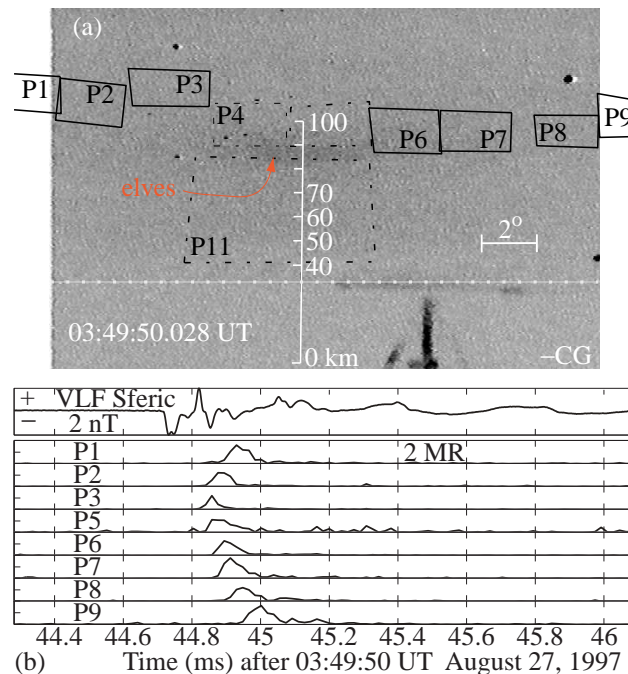 (a)
P1
P2
P3
P4
P6
P7
P8
P9
100
elves
70
60
P11
50
40
2°
03:49:50.028 UT
0 km
–CG
+ VLF Sferic
– 2 nT
P1
2 MR
P2
P3
P5
P6
P7
P8
P9
44.4 44.6 44.8 45 45.2 45.4 45.6 45.8 46
(b) Time (ms) after 03:49:50 UT August 27, 1997